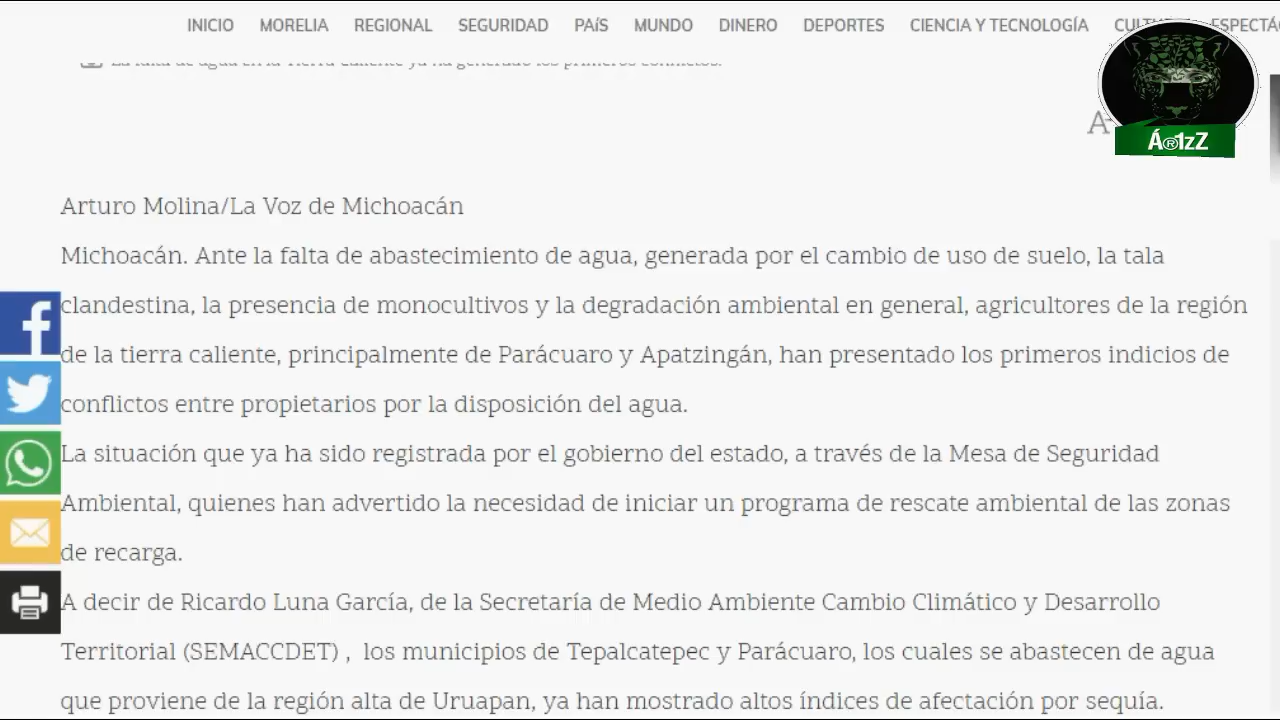 INICIO MORELIA REGIONAL SEGURIDAD PAíS MUNDO DINERO DEPORTES CIENCIA Y TECNOLOGÍA
La falta de agua en la Tierra Caliente ya ha generado los primeros conflictos.
A
Á®1zZ
Arturo Molina/La Voz de Michoacán
Michoacán. Ante la falta de abastecimiento de agua, generada por el cambio de uso de suelo, la tala
clandestina, la presencia de monocultivos y la degradación ambiental en general, agricultores de la región
de la tierra caliente, principalmente de Parácuaro y Apatzingán, han presentado los primeros indicios de
conflictos entre propietarios por la disposición del agua.
La situación que ya ha sido registrada por el gobierno del estado, a través de la Mesa de Seguridad
Ambiental, quienes han advertido la necesidad de iniciar un programa de rescate ambiental de las zonas
de recarga.
A decir de Ricardo Luna García, de la Secretaría de Medio Ambiente Cambio Climático y Desarrollo
Territorial (SEMACCDET) , los municipios de Tepalcatepec y Parácuaro, los cuales se abastecen de agua
que proviene de la región alta de Uruapan, ya han mostrado altos índices de afectación por sequía.